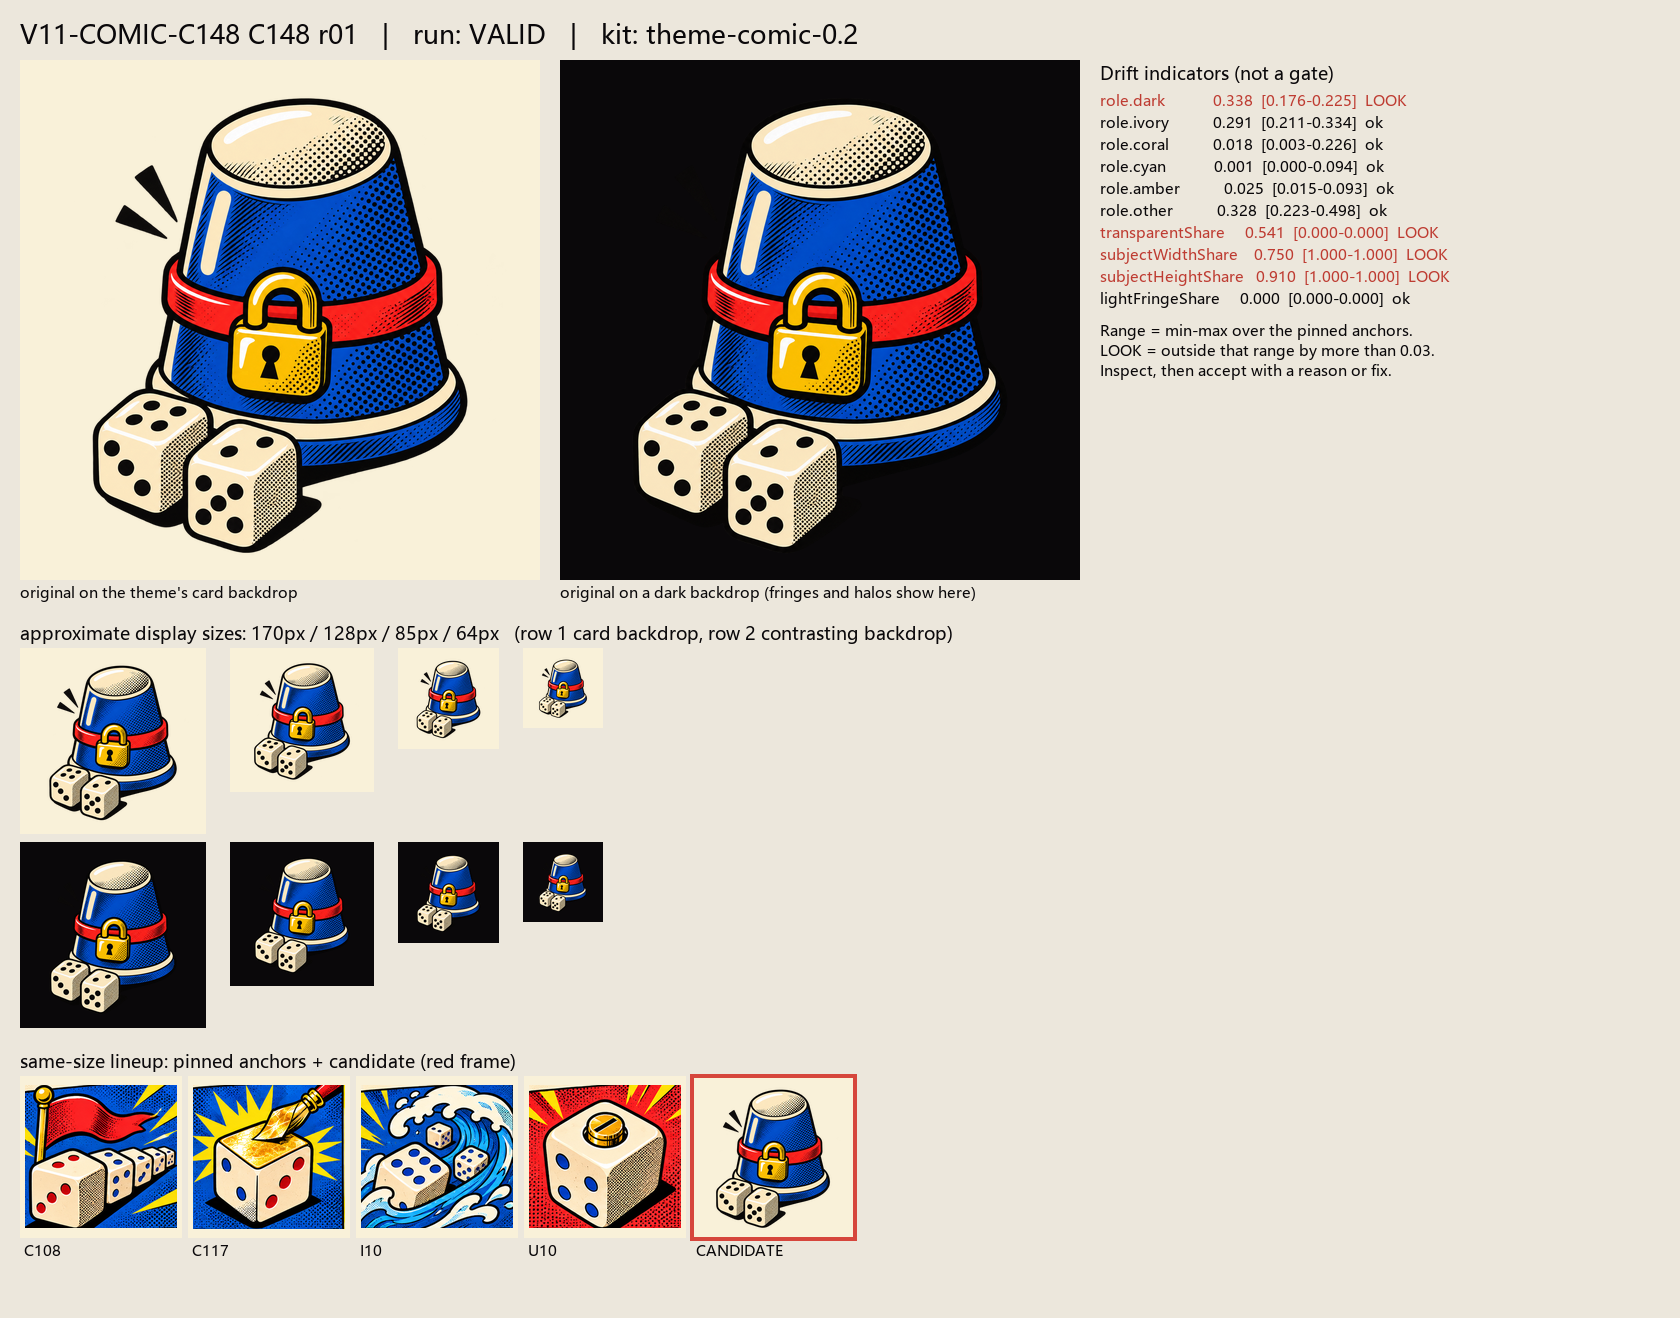 V11-COMIC-C148 C148 r01 | run: VALID | kit: theme-comic-0.2
Drift indicators (not a gate)
role.dark 0.338 [0.176-0.225] LOOK
role.ivory 0.291 [0.211-0.334] ok
role.coral 0.018 [0.003-0.226] ok
role.cyan 0.001 [0.000-0.094] ok
role.amber 0.025 [0.015-0.093] ok
role.other 0.328 [0.223-0.498] ok
transparentShare 0.541 [0.000-0.000] LOOK
subjectWidthShare 0.750 [1.000-1.000] LOOK
subjectHeightShare 0.910 [1.000-1.000] LOOK
lightFringeShare 0.000 [0.000-0.000] ok
Range = min-max over the pinned anchors.
LOOK = outside that range by more than 0.03.
Inspect, then accept with a reason or fix.
original on the theme's card backdrop
original on a dark backdrop (fringes and halos show here)
approximate display sizes: 170px / 128px / 85px / 64px (row 1 card backdrop, row 2 contrasting backdrop)
same-size lineup: pinned anchors + candidate (red frame)
C108
C117
I10
U10
CANDIDATE